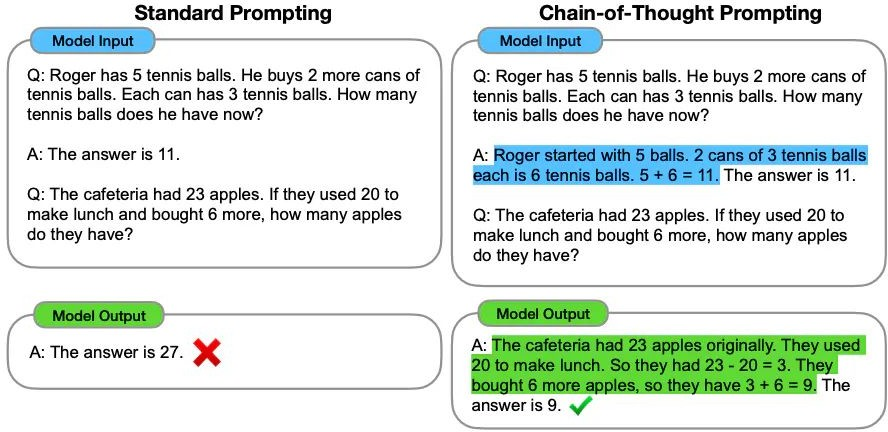 Standard Prompting
Model Input
Q: Roger has 5 tennis balls. He buys 2 more cans of
tennis balls. Each can has 3 tennis balls. How many
tennis balls does he have now?
A: The answer is 11.
Q: The cafeteria had 23 apples. If they used 20 to
make lunch and bought 6 more, how many apples
do they have?
Model Output
A: The answer is 27.
Chain-of-Thought Prompting
Model Input
Q: Roger has 5 tennis balls. He buys 2 more cans of
tennis balls. Each can has 3 tennis balls. How many
tennis balls does he have now?
A: Roger started with 5 balls. 2 cans of 3 tennis balls
each is 6 tennis balls. 5 + 6 = 11. The answer is 11.
Q: The cafeteria had 23 apples. If they used 20 to
make lunch and bought 6 more, how many apples
do they have?
Model Output
A: The cafeteria had 23 apples originally. They used
20 to make lunch. So they had 23 - 20 = 3. They
bought 6 more apples, so they have 3 + 6 = 9. The
answer is 9.